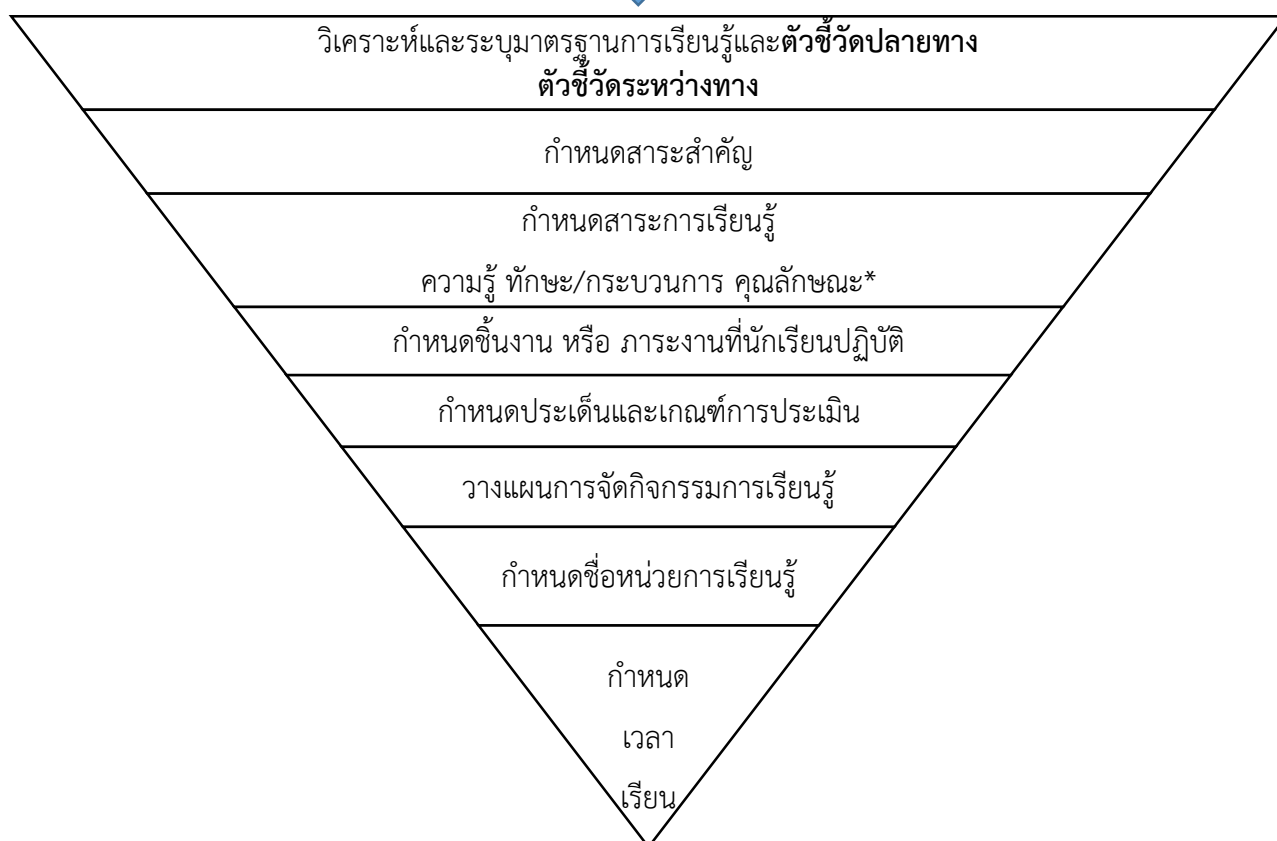 วิเคราะห์และระบุมาตรฐานการเรียนรู้และตัวชี้วัดปลายทาง
ตัวชี้วัดระหว่างทาง
กำหนดสาระสำคัญ
กำหนดสาระการเรียนรู้
ความรู้ ทักษะ/กระบวนการ คุณลักษณะ*
กำหนดชิ้นงาน หรือ ภาระงานที่นักเรียนปฏิบัติ
กำหนดประเด็นและเกณฑ์การประเมิน
วางแผนการจัดกิจกรรมการเรียนรู้
กำหนดชื่อหน่วยการเรียนรู้
กำหนด
เวลา
เรียน